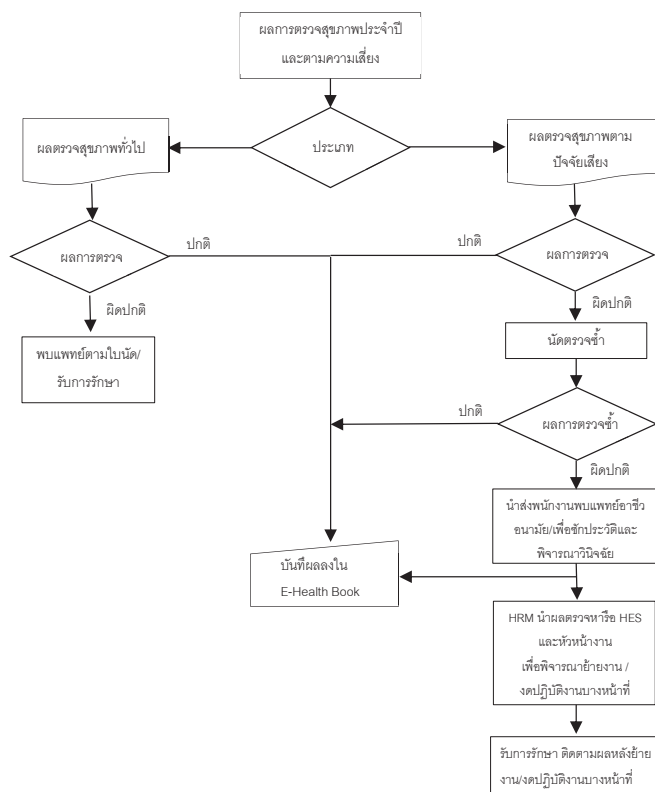 ผลการตรวจสุขภาพประจำปี
และตามความเสี่ยง
ประเภท
ผลตรวจสุขภาพทั่วไป
ผลตรวจสุขภาพตาม
ปัจจัยเสี่ยง
ผลการตรวจ
ปกติ
ปกติ
ผลการตรวจ
ผิดปกติ
ผิดปกติ
พบแพทย์ตามใบนัด/
รับการรักษา
นัดตรวจซ้ำ
ปกติ
ผลการตรวจซ้ำ
ผิดปกติ
นำส่งพนักงานพบแพทย์อาชีว
อนามัย/เพื่อซักประวัติและ
พิจารณาวินิจฉัย
บันทึผลลงใน
E-Health Book
HRM นำผลตรวจหารือ HES
และหัวหน้างาน
เพื่อพิจารณาย้ายงาน /
งดปฏิบัติงานบางหน้าที่
รับการรักษา ติดตามผลหลังย้าย
งาน/งดปฏิบัติงานบางหน้าที่